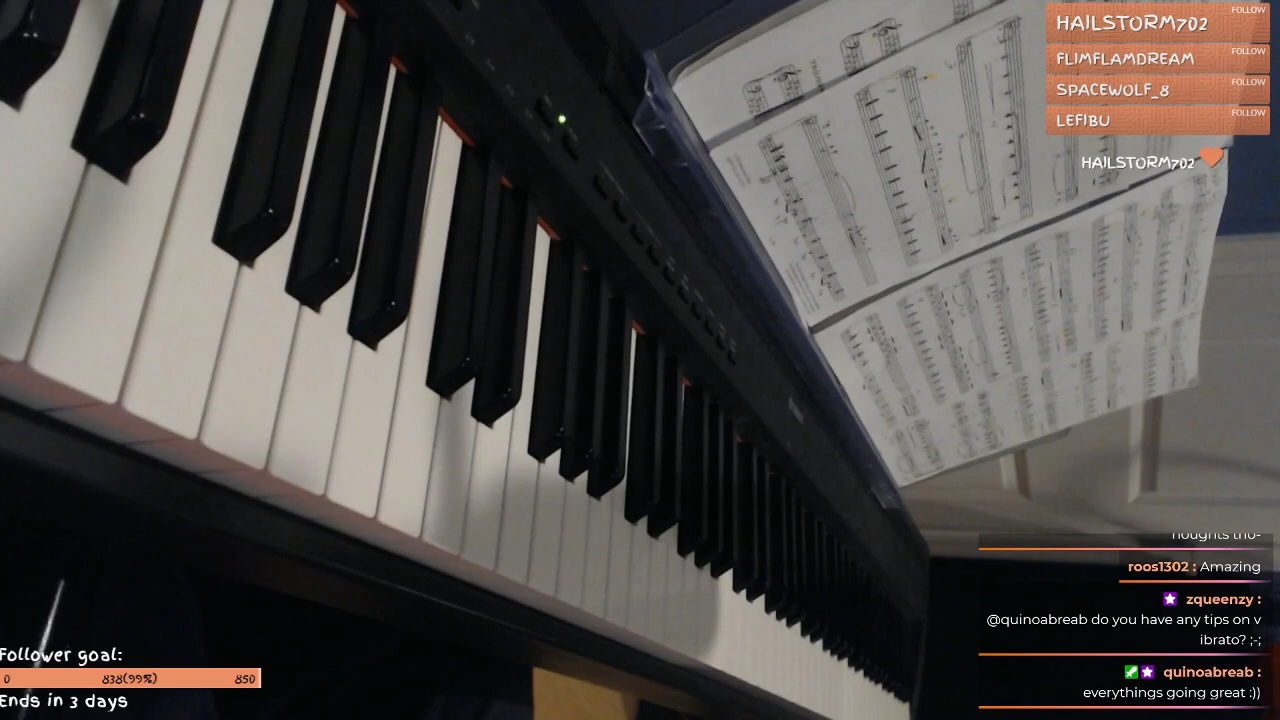 FOLLOW
HAILSTORM702
FOLLOW
FLIMFLAMDREAM
FOLLOW
SPACEWOLF_8
FOLLOW
LEFIBU
HAILSTORM702
tho-
roos1302 : Amazing
zqueenzy :
@quinoabreab do you have any tips on v
ibrato? ;-;
quinoabreab :
everythings going great :))
Follower goal:
0 838(99%) 850
Ends in 3 days